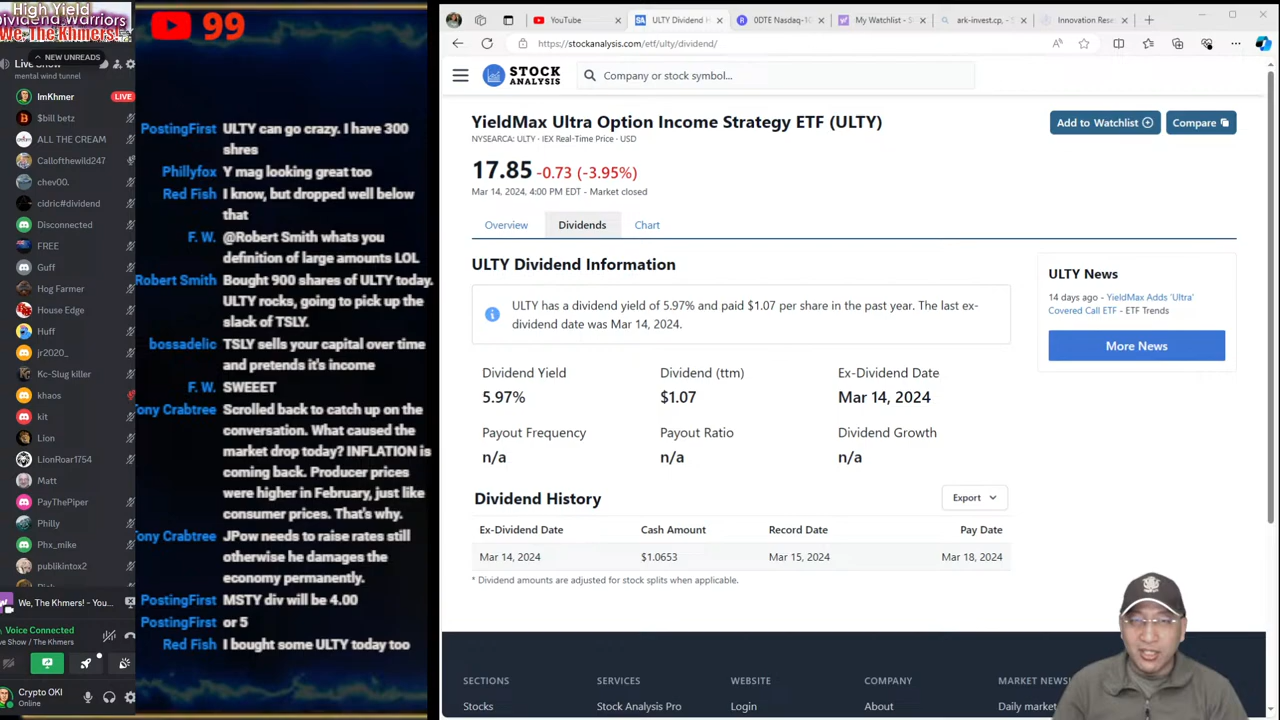 High Yield
Dividend Warriors
We, The Khmers!
NEW UNREADS
Live Show
mental wind tunnel
ImKhmer LIVE
$bill betz
ALL THE CREAM
Callofthewild247
chev00.
cidric#dividend
Disconnected
FREE
Guff
Hog Farmer
House Edge
Huff
jr2020_
Kc-Slug killer
khaos
kit
Lion
LionRoar1754
Matt
PayThePiper
Philly
Phx_mike
publikintox2
We, The Khmers! - You...
Voice Connected
ve Show / The Khmers
Crypto OKI
Online
99
PostingFirst ULTY can go crazy. I have 300
shres
Phillyfox Y mag looking great too
Red Fish I know, but dropped well below
that
F. W. @Robert Smith whats you
definition of large amounts LOL
Robert Smith Bought 900 shares of ULTY today.
ULTY rocks, going to pick up the
slack of TSLY.
bossadelic TSLY sells your capital over time
and pretends it's income
F. W. SWEEET
ony Crabtree Scrolled back to catch up on the
conversation. What caused the
market drop today? INFLATION is
coming back. Producer prices
were higher in February, just like
consumer prices. That's why.
ony Crabtree JPow needs to raise rates still
otherwise he damages the
economy permanently.
PostingFirst MSTY div will be 4.00
PostingFirst or 5
Red Fish I bought some ULTY today too
YouTube
ULTY Dividend H
0DTE Nasdaq-10
My Watchlist - S
ark-invest.cp, - S
Innovation Rese
https://stockanalysis.com/etf/ulty/dividend/
STOCK
ANALYSIS
Company or stock symbol...
YieldMax Ultra Option Income Strategy ETF (ULTY)
NYSEARCA: ULTY · IEX Real-Time Price · USD
Add to Watchlist
Compare
17.85 -0.73 (-3.95%)
Mar 14, 2024, 4:00 PM EDT - Market closed
Overview Dividends Chart
ULTY Dividend Information
ULTY has a dividend yield of 5.97% and paid $1.07 per share in the past year. The last ex-
dividend date was Mar 14, 2024.
Dividend Yield Dividend (ttm) Ex-Dividend Date
5.97% $1.07 Mar 14, 2024
Payout Frequency Payout Ratio Dividend Growth
n/a n/a n/a
Dividend History
Export
Ex-Dividend Date Cash Amount Record Date Pay Date
Mar 14, 2024 $1.0653 Mar 15, 2024 Mar 18, 2024
* Dividend amounts are adjusted for stock splits when applicable.
ULTY News
14 days ago - YieldMax Adds 'Ultra'
Covered Call ETF - ETF Trends
More News
SECTIONS SERVICES WEBSITE COMPANY MARKET NEWS
Stocks Stock Analysis Pro Login About Daily market